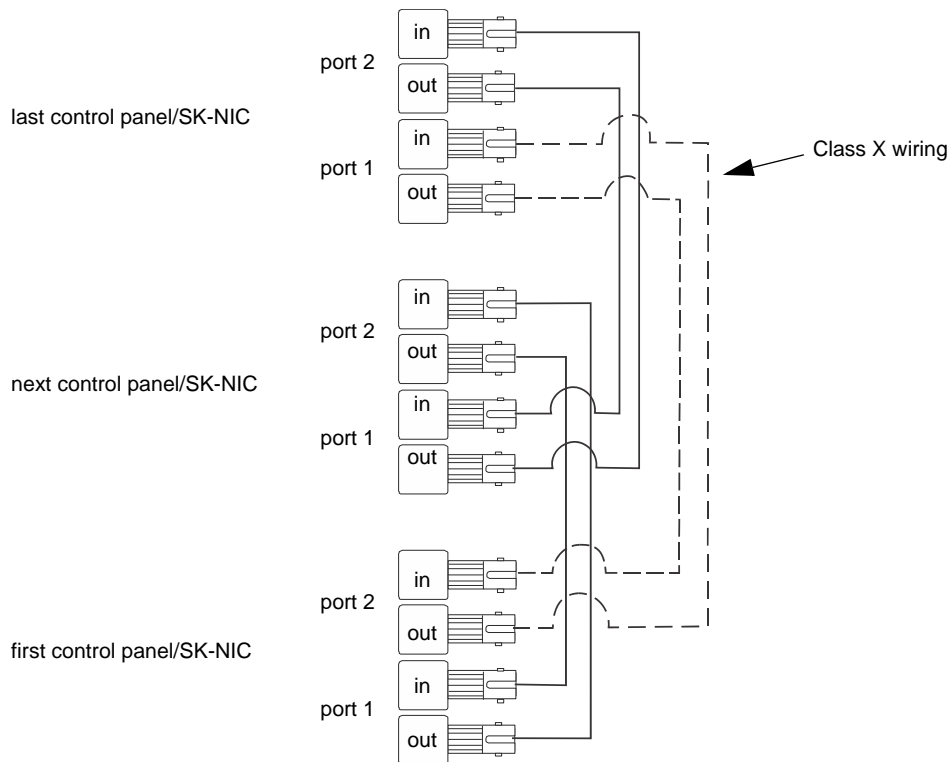 in
port 2
out
last control panel/SK-NIC
in
Class X wiring
port 1
out
in
port 2
out
next control panel/SK-NIC
in
port 1
out
in
port 2
out
first control panel/SK-NIC
in
port 1
out